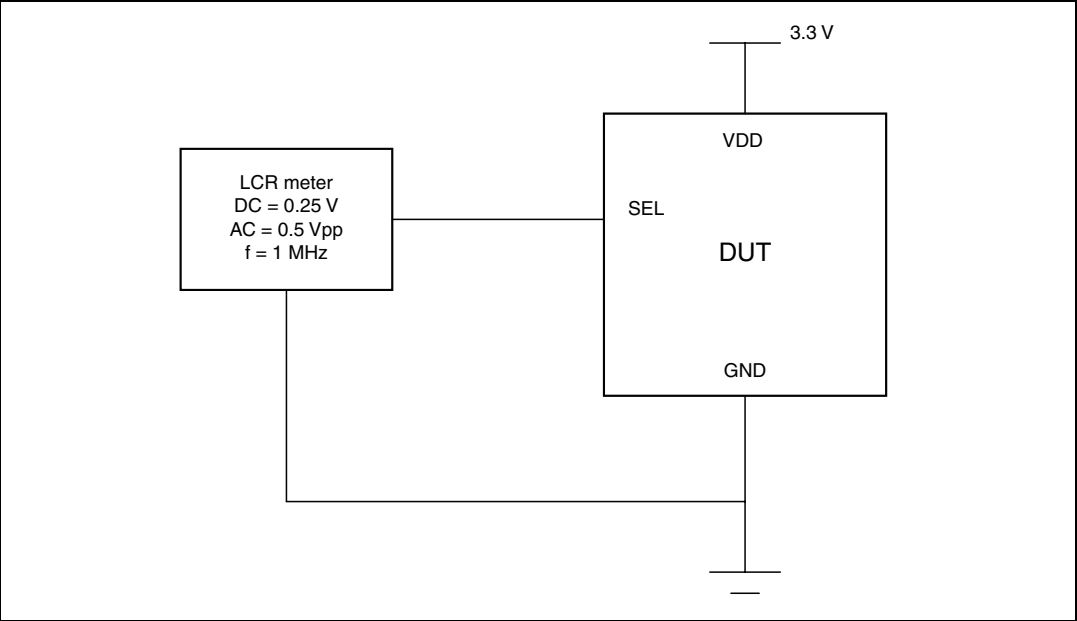 3.3 V
VDD
LCR meter
DC = 0.25 V
AC = 0.5 Vpp
f = 1 MHz
SEL
DUT
GND